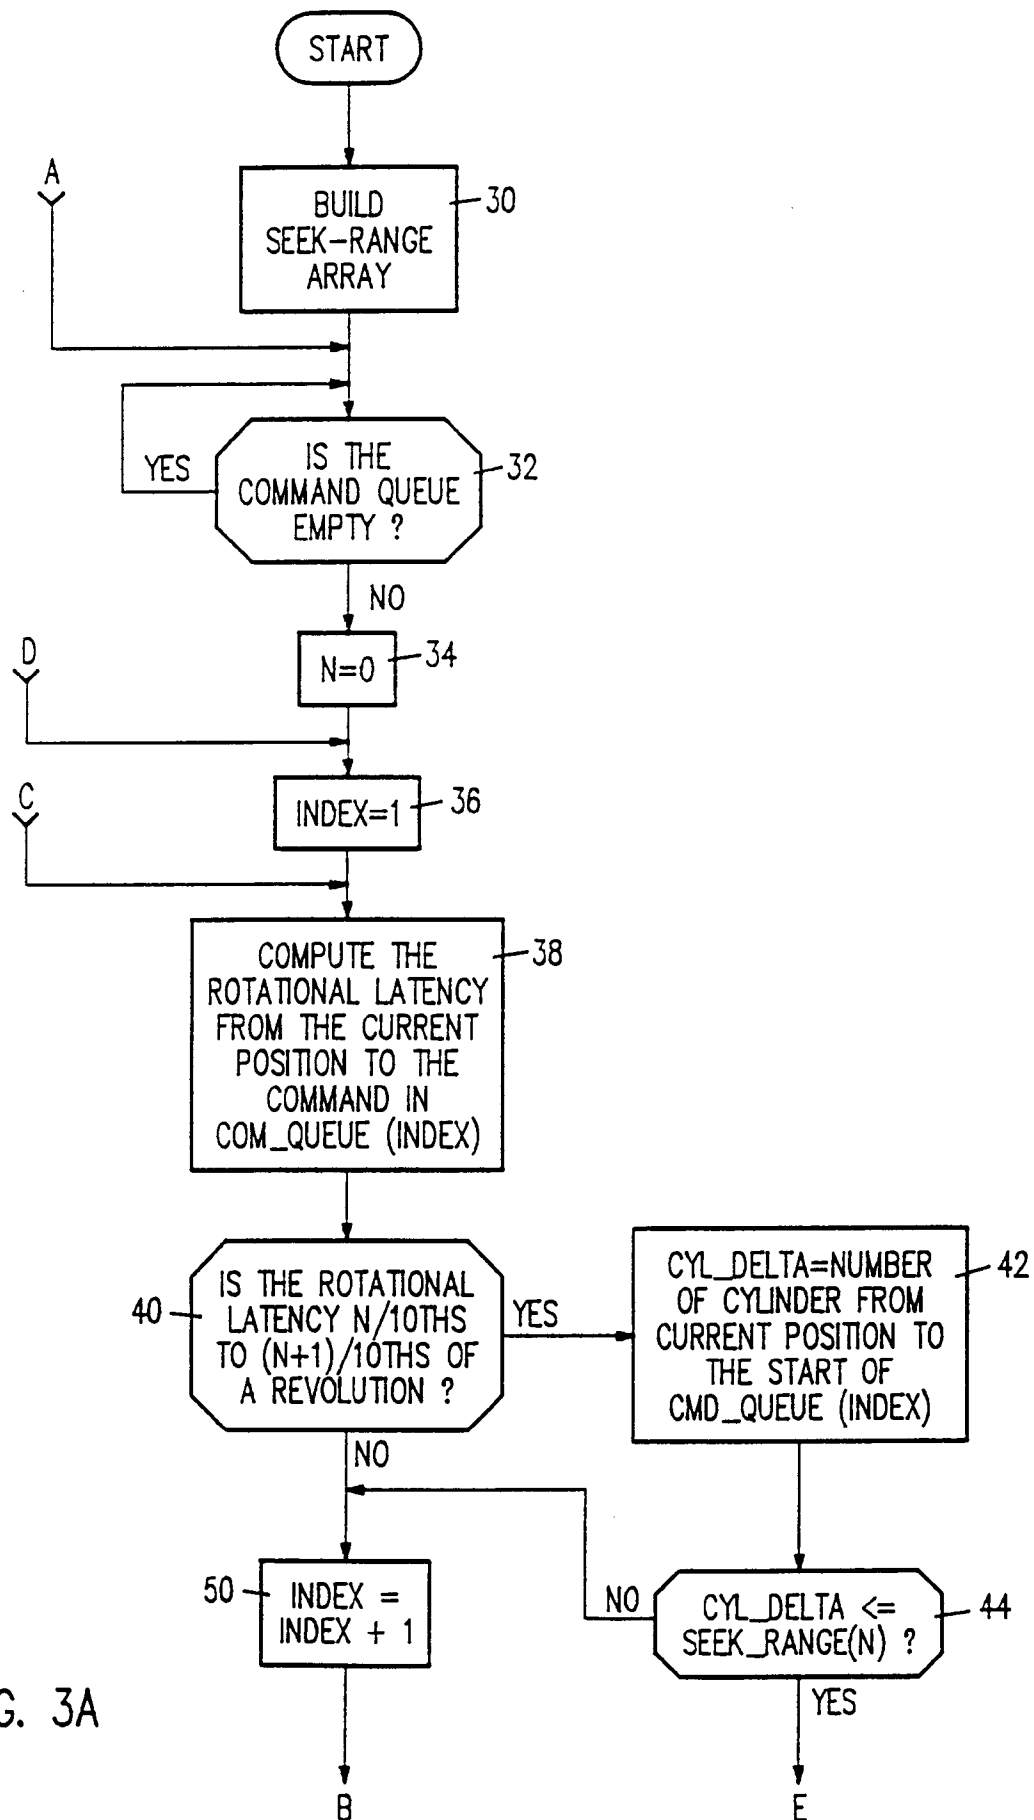 START
A
BUILD
SEEK-RANGE
ARRAY
30
YES
IS THE
COMMAND QUEUE
EMPTY ?
32
NO
D
N=0
34
C
INDEX=1
36
COMPUTE THE
ROTATIONAL LATENCY
FROM THE CURRENT
POSITION TO THE
COMMAND IN
COM_QUEUE (INDEX)
38
40
IS THE ROTATIONAL
LATENCY N/10THS
TO (N+1)/10THS OF
A REVOLUTION ?
YES
CYL_DELTA=NUMBER
OF CYLINDER FROM
CURRENT POSITION TO
THE START OF
CMD_QUEUE (INDEX)
42
NO
50
INDEX =
INDEX + 1
NO
CYL_DELTA <=
SEEK_RANGE(N) ?
44
YES
G. 3A
B
E